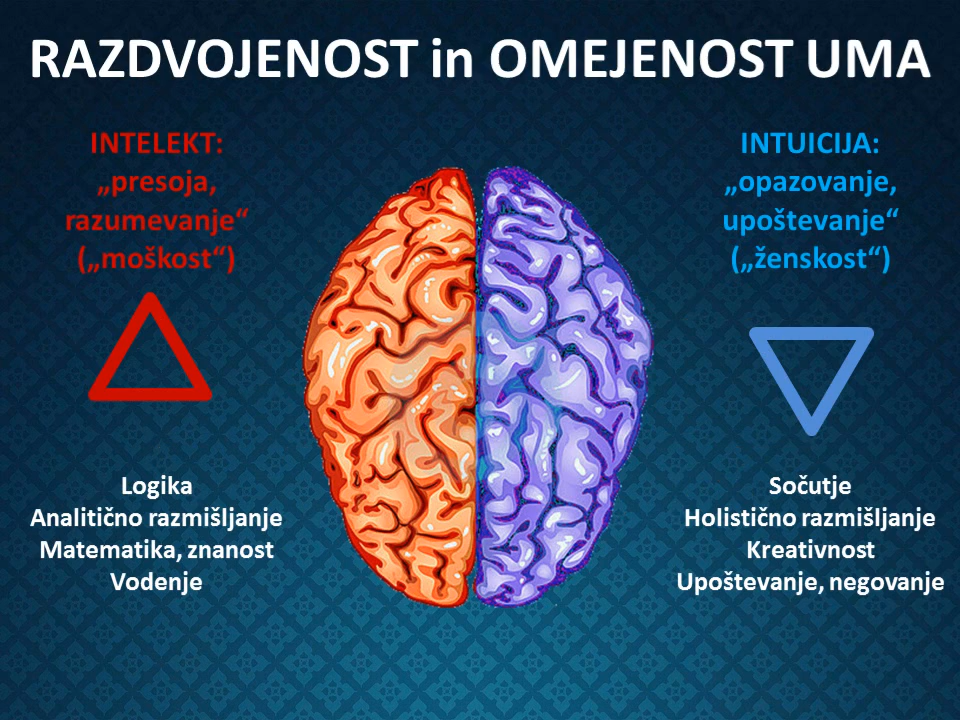 RAZDVOJENOST in OMEJENOST UMA
INTELEKT:
„presoja,
razumevanje“
(„moškost“)
Logika
Analitično razmišljanje
Matematika, znanost
Vodenje
INTUICIJA:
„opazovanje,
upoštevanje“
(„ženskost“)
Sočutje
Holistično razmišljanje
Kreativnost
Upoštevanje, negovanje